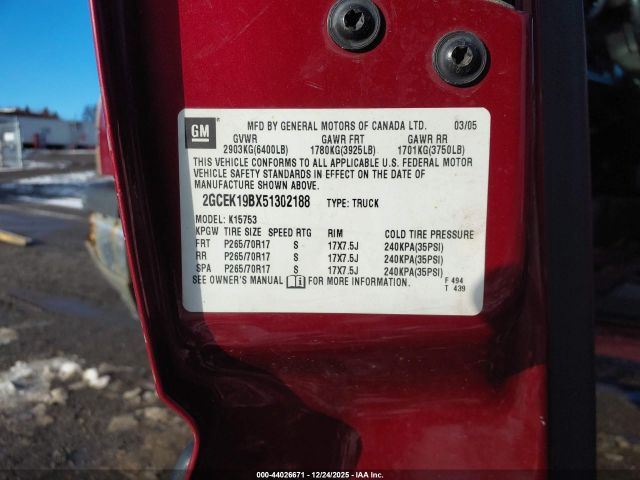 GM
MFD BY GENERAL MOTORS OF CANADA LTD. 03/05
GVWR GAWR FRT GAWR RR
2903KG(6400LB) 1780KG(3925LB) 1701KG(3750LB)
THIS VEHICLE CONFORMS TO ALL APPLICABLE U.S. FEDERAL MOTOR
VEHICLE SAFETY STANDARDS IN EFFECT ON THE DATE OF
MANUFACTURE SHOWN ABOVE.
2GCEK19BX51302188 TYPE: TRUCK
MODEL: K15753
KPGW TIRE SIZE SPEED RTG RIM COLD TIRE PRESSURE
FRT P265/70R17 S 17X7.5J 240KPA(35PSI)
RR P265/70R17 S 17X7.5J 240KPA(35PSI)
SPA P265/70R17 S 17X7.5J 240KPA(35PSI)
SEE OWNER'S MANUAL FOR MORE INFORMATION. F 494
T 439
000-44026671 - 12/24/2025 - IAA Inc.